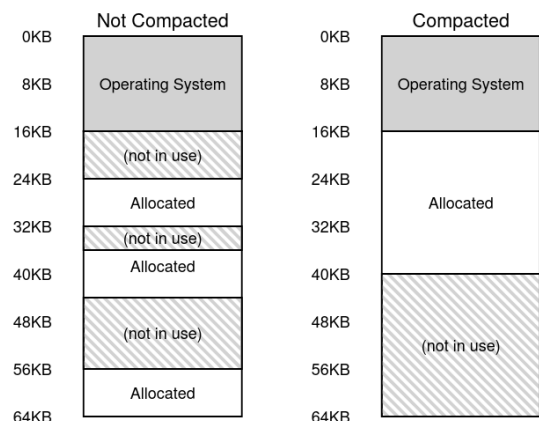 Not Compacted
0KB
8KB
Operating System
16KB
(not in use)
24KB
Allocated
32KB
(not in use)
Allocated
40KB
48KB
(not in use)
56KB
Allocated
64KB
Compacted
0KB
8KB
Operating System
16KB
24KB
Allocated
32KB
40KB
48KB
(not in use)
56KB
64KB